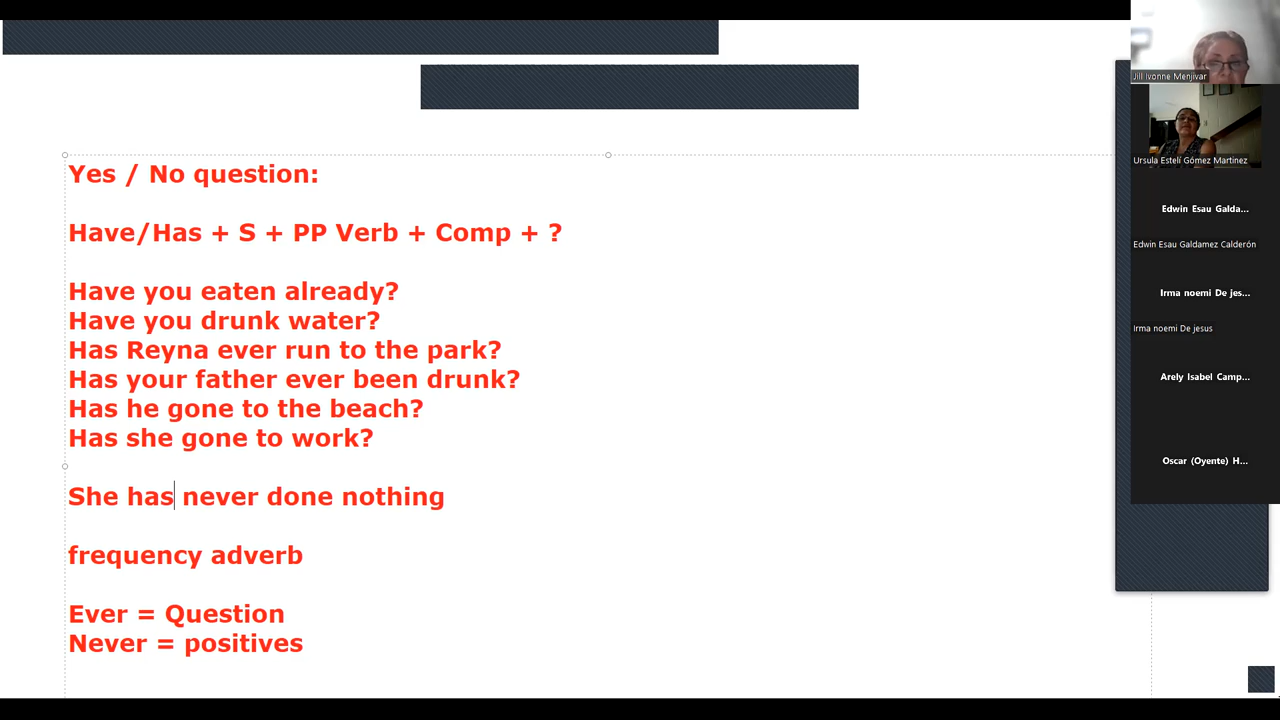 Yes / No question:
Have/Has + S + PP Verb + Comp + ?
Have you eaten already?
Have you drunk water?
Has Reyna ever run to the park?
Has your father ever been drunk?
Has he gone to the beach?
Has she gone to work?
She has never done nothing
frequency adverb
Ever = Question
Never = positives
Jill Ivonne Menjivar
Ursula Estelí Gómez Martinez
Edwin Esau Galda...
Edwin Esau Galdamez Calderón
Irma noemi De jes...
Irma noemi De jesus
Arely Isabel Camp...
Oscar (Oyente) H...